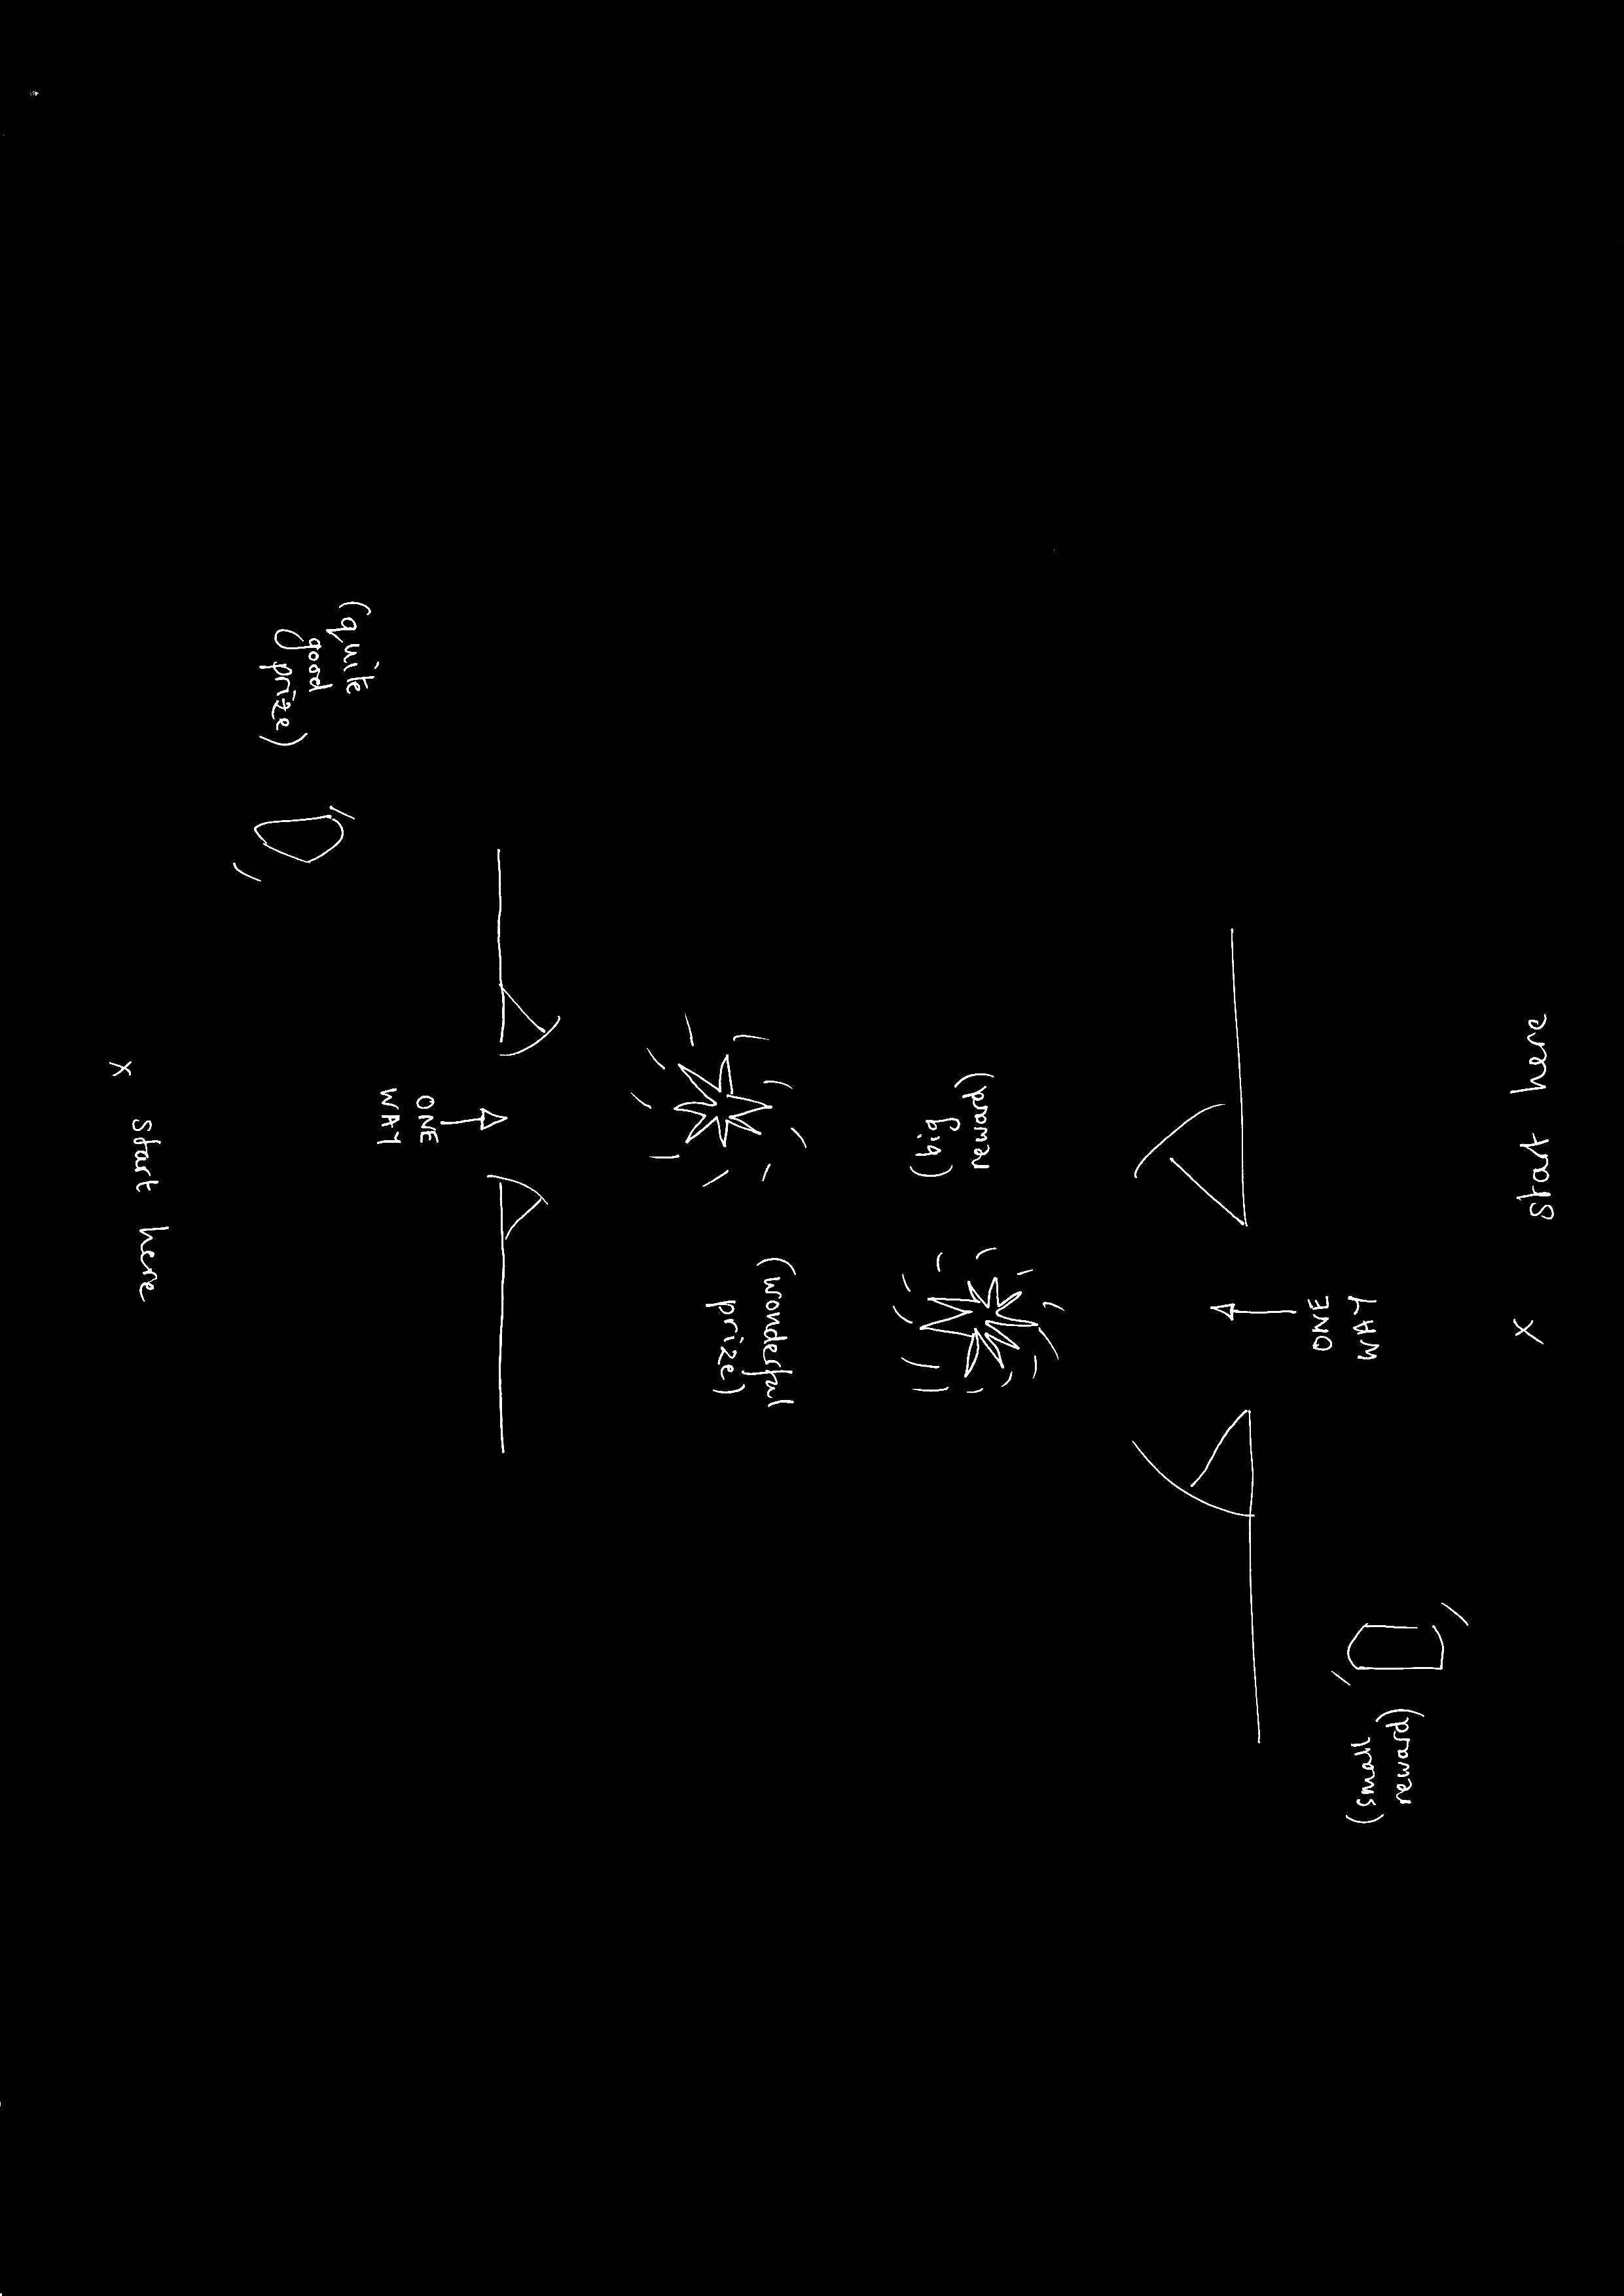 (quite
good
prize)
x start here
ONE
WAY
(wonderful
prize)
(big
reward)
start here
x
ONE
WAY
(small
reward)